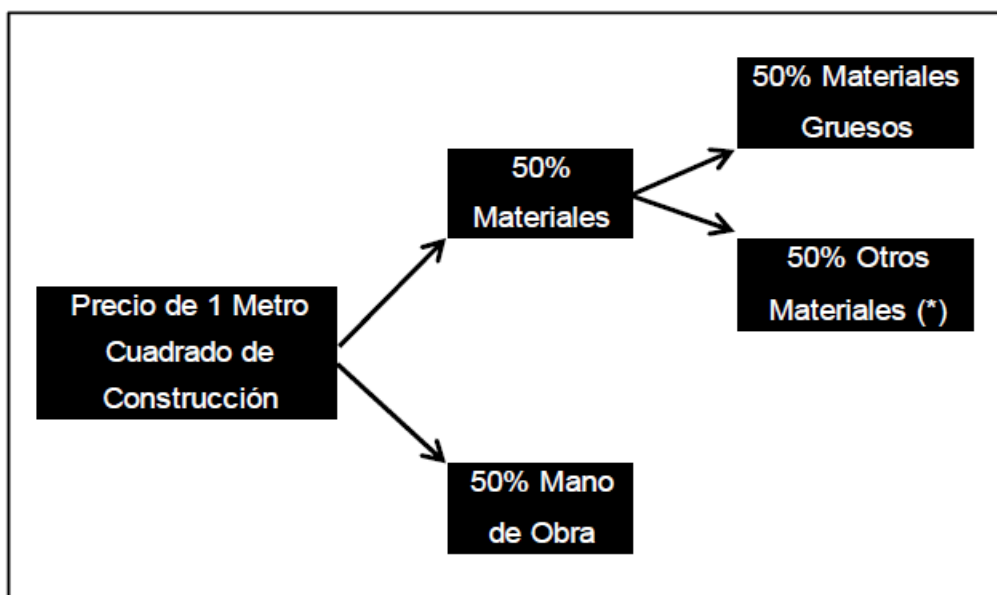 50% Materiales
Gruesos
50%
Materiales
50% Otros
Materiales (*)
Precio de 1 Metro
Cuadrado de
Construcción
50% Mano
de Obra